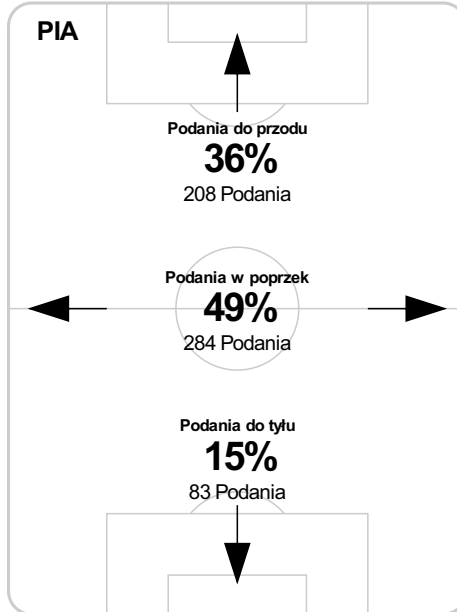 PIA
Podania do przodu
36%
208 Podania
Podania w poprzek
49%
284 Podania
Podania do tyłu
15%
83 Podania